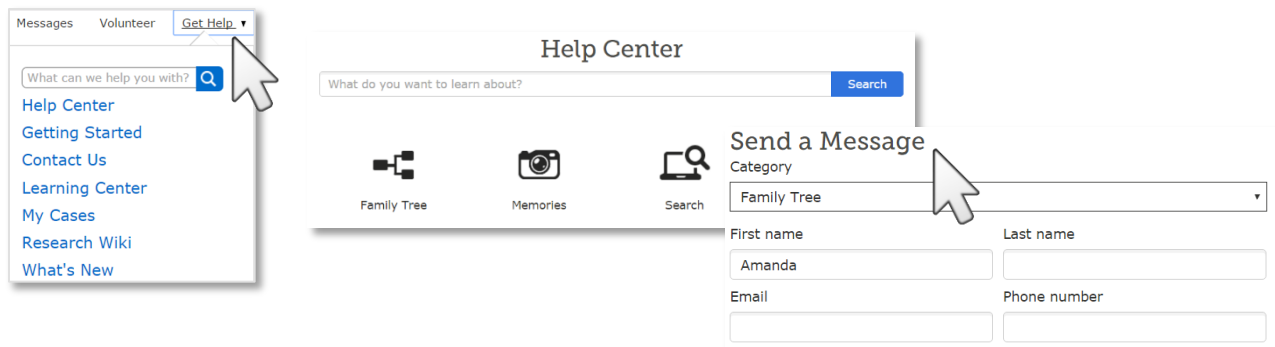 Messages Volunteer Get Help ▼
What can we help you with?
Help Center
Getting Started
Contact Us
Learning Center
My Cases
Research Wiki
What's New
Help Center
What do you want to learn about? Search
Family Tree Memories Search
Send a Message
Category
Family Tree ▼
First name Last name
Amanda
Email Phone number